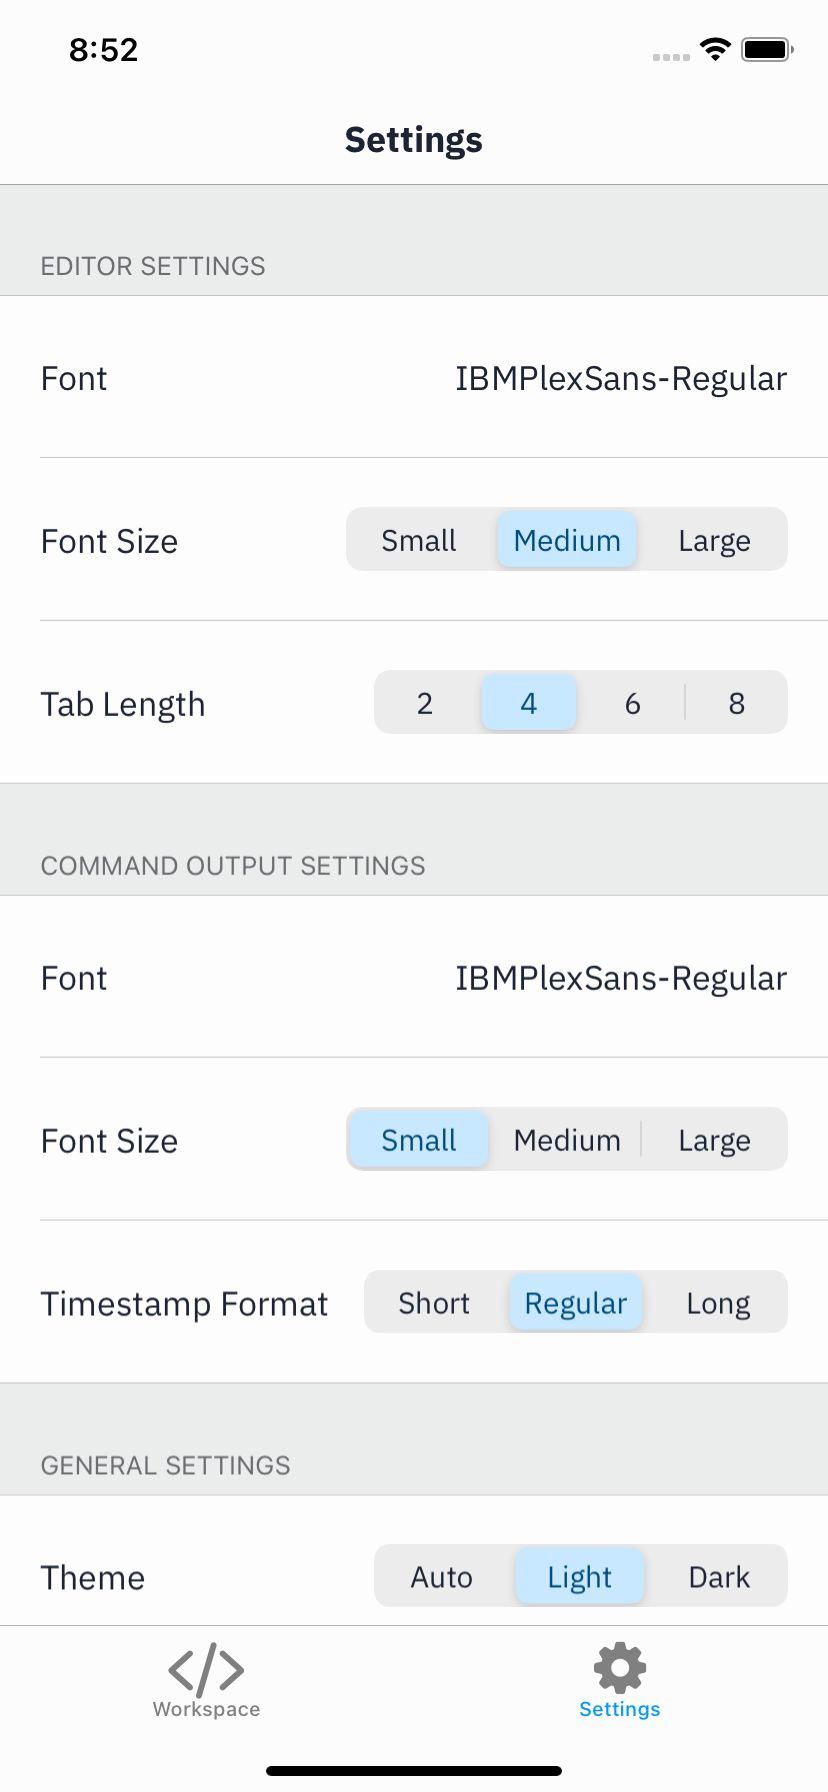 8:52
Settings
EDITOR SETTINGS
Font IBMPlexSans-Regular
Font Size Small Medium Large
Tab Length 2 4 6 8
COMMAND OUTPUT SETTINGS
Font IBMPlexSans-Regular
Font Size Small Medium Large
Timestamp Format Short Regular Long
GENERAL SETTINGS
Theme Auto Light Dark
Workspace Settings